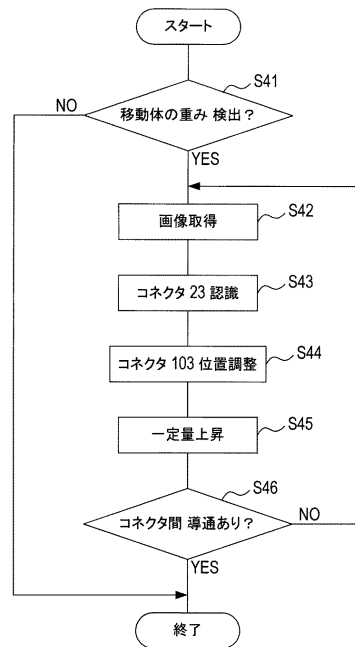 スタート
S41
移動体の重み 検出?
NO
YES
S42
画像取得
S43
コネクタ 23 認識
S44
コネクタ 103 位置調整
S45
一定量上昇
S46
コネクタ間 導通あり?
NO
YES
終了